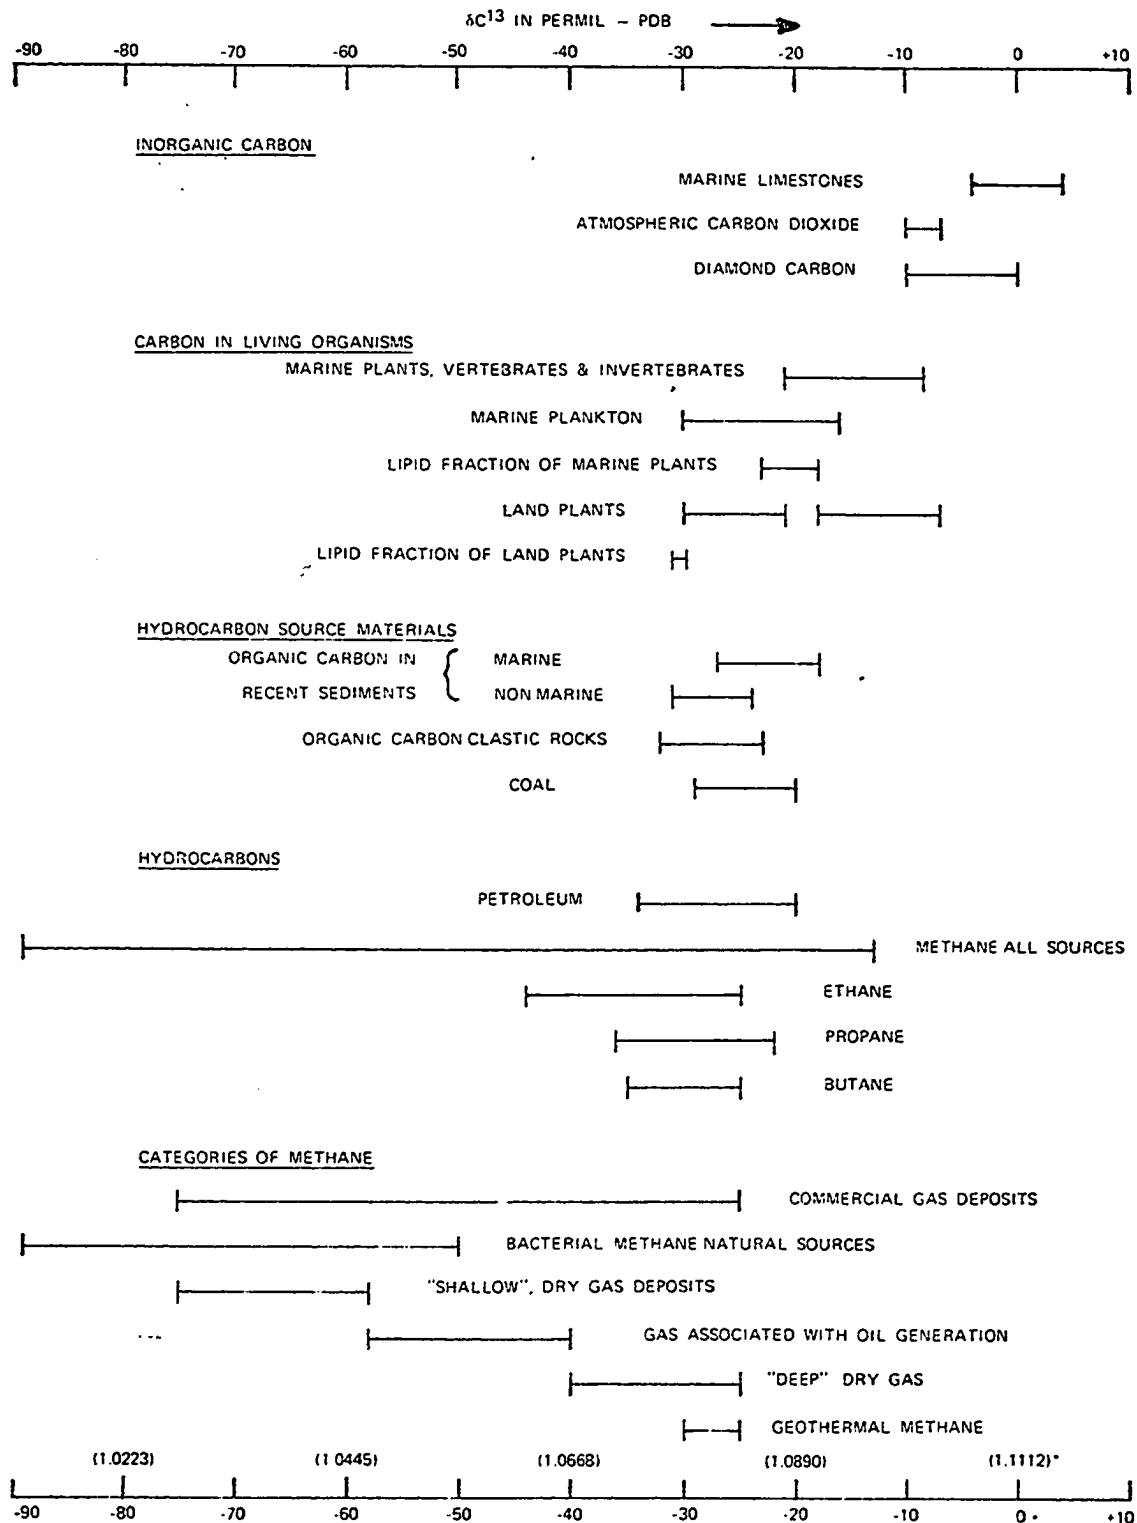 δC13 IN PERMIL – PDB
-90 -80 -70 -60 -50 -40 -30 -20 -10 0 +10
INORGANIC CARBON
MARINE LIMESTONES
ATMOSPHERIC CARBON DIOXIDE
DIAMOND CARBON
CARBON IN LIVING ORGANISMS
MARINE PLANTS, VERTEBRATES & INVERTEBRATES
MARINE PLANKTON
LIPID FRACTION OF MARINE PLANTS
LAND PLANTS
LIPID FRACTION OF LAND PLANTS
HYDROCARBON SOURCE MATERIALS
ORGANIC CARBON IN { MARINE
RECENT SEDIMENTS NON MARINE
ORGANIC CARBON CLASTIC ROCKS
COAL
HYDROCARBONS
PETROLEUM
METHANE ALL SOURCES
ETHANE
PROPANE
BUTANE
CATEGORIES OF METHANE
COMMERCIAL GAS DEPOSITS
BACTERIAL METHANE NATURAL SOURCES
"SHALLOW", DRY GAS DEPOSITS
GAS ASSOCIATED WITH OIL GENERATION
"DEEP" DRY GAS
GEOTHERMAL METHANE
(1.0223) (1.0445) (1.0668) (1.0890) (1.1112)*
-90 -80 -70 -60 -50 -40 -30 -20 -10 0 +10